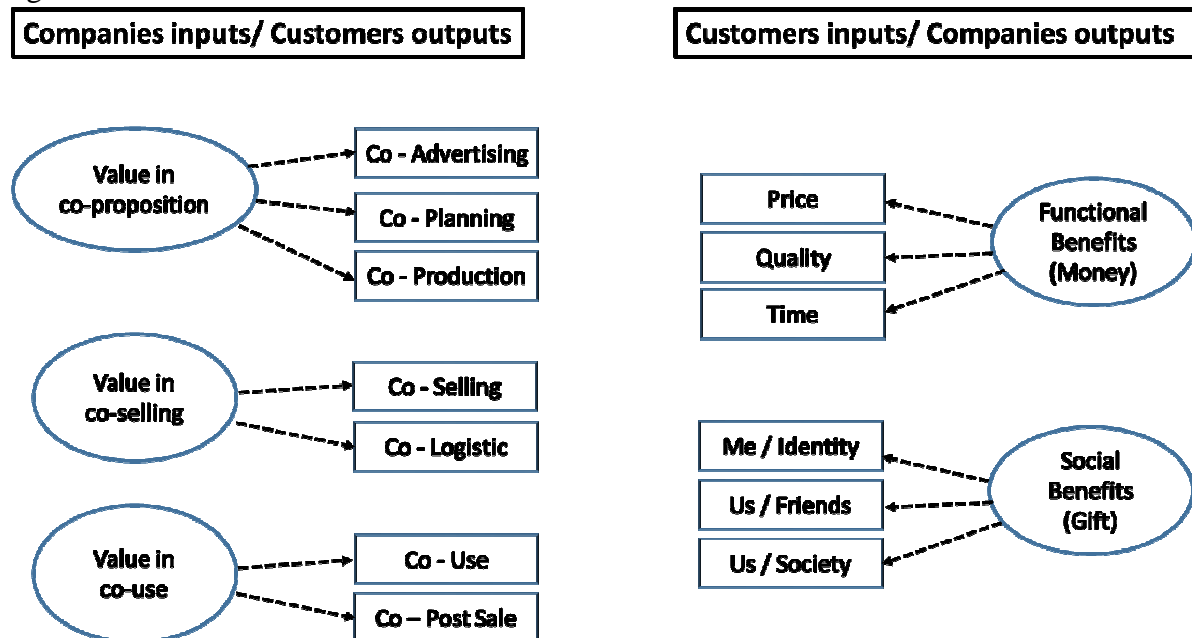 Companies inputs/ Customers outputs
Customers inputs/ Companies outputs
Value in
co-proposition
Co - Advertising
Co - Planning
Co - Production
Value in
co-selling
Co - Selling
Co - Logistic
Value in
co-use
Co - Use
Co – Post Sale
Price
Quality
Time
Functional
Benefits
(Money)
Me / Identity
Us / Friends
Us / Society
Social
Benefits
(Gift)